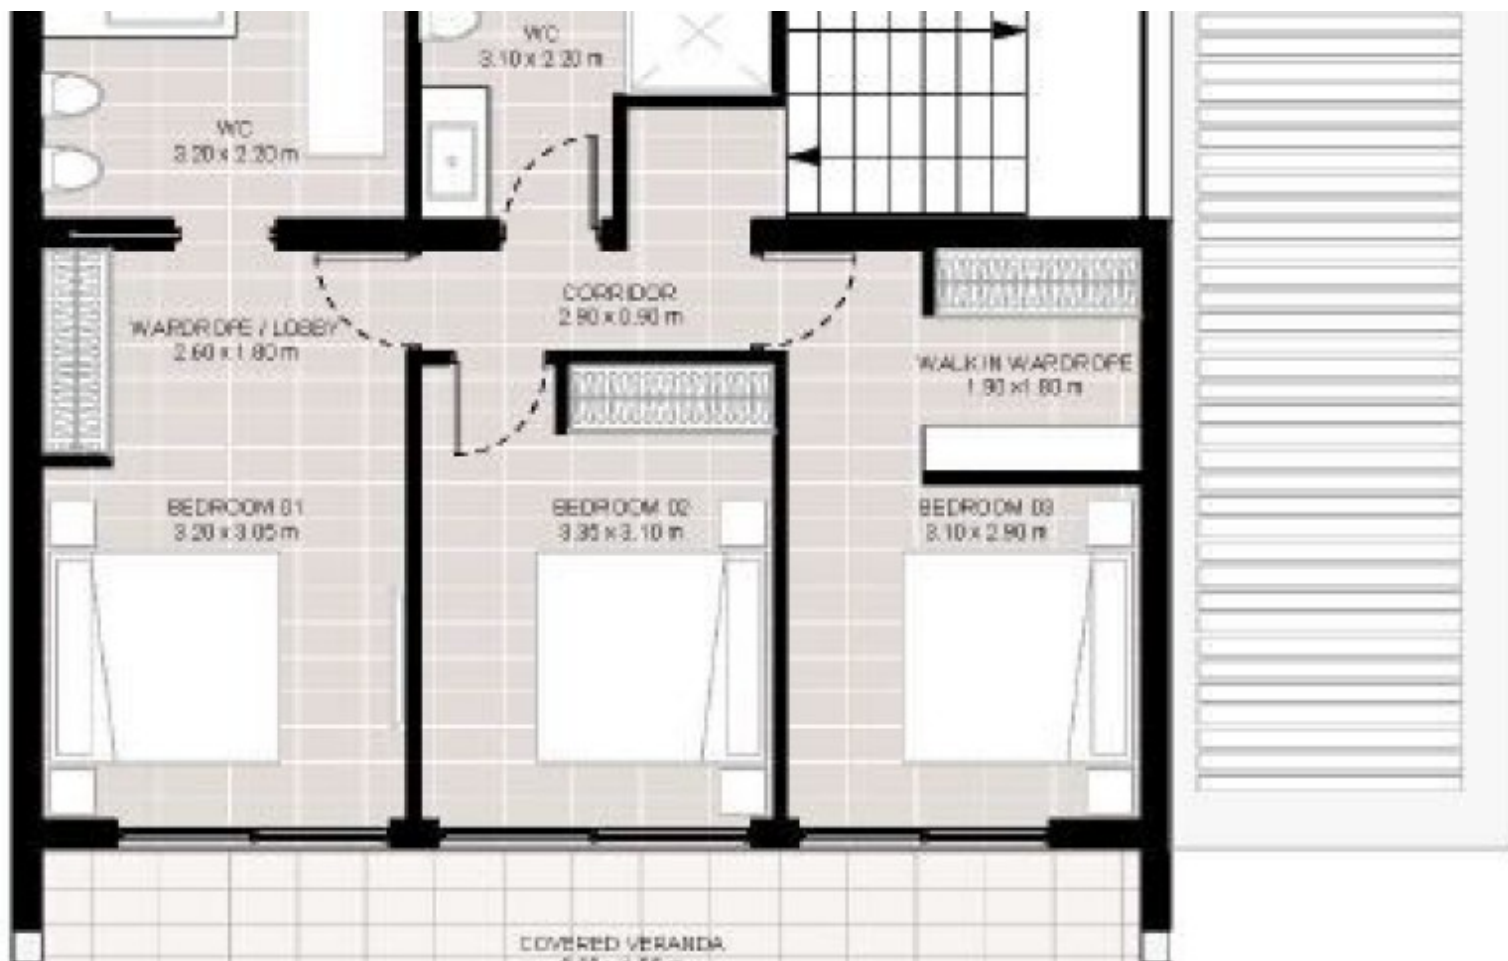 WC
3.10 x 2.20 m
WC
3.20 x 2.20 m
CORRIDOR
2.90 x 0.90 m
WARDROPE / LOBBY
2.60 x 1.80 m
WALK IN WARDROPE
1.90 x1.80 m
BEDROOM 01
3.20 x 3.05 m
BEDROOM 02
3.35 x 3.10 m
BEDROOM 03
3.10 x 2.90 m
COVERED VERANDA